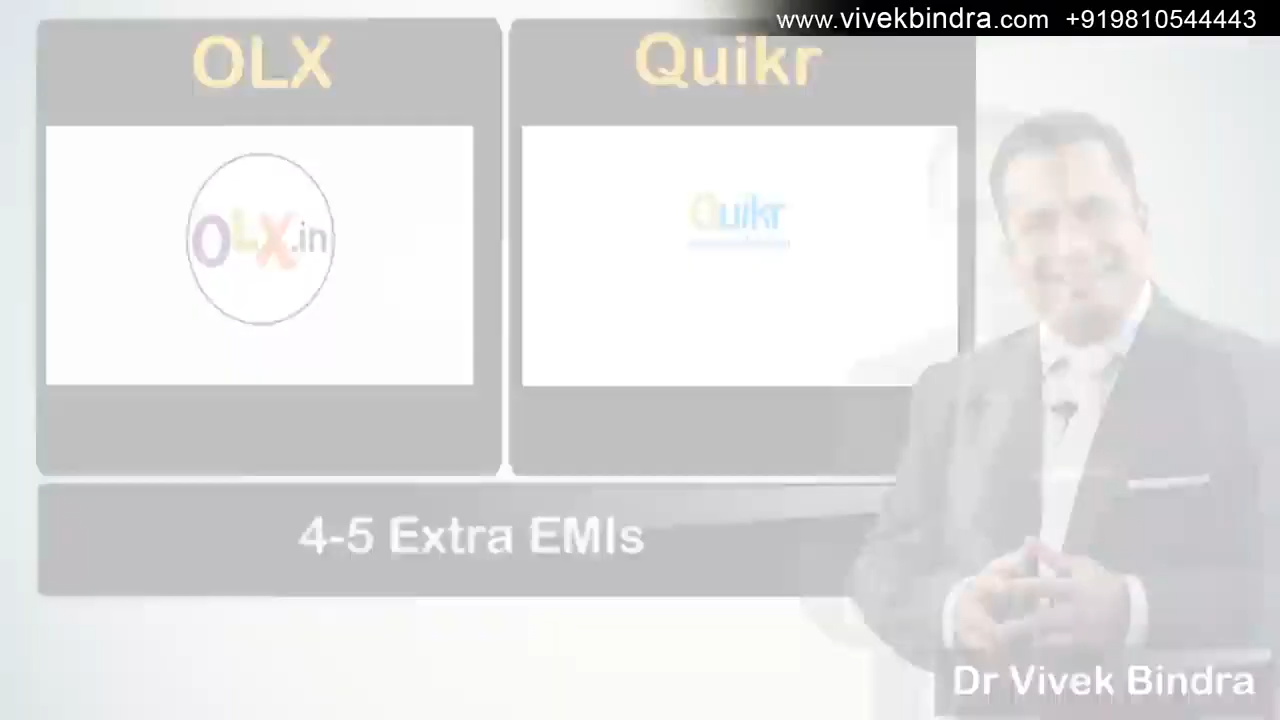 www.vivekbindra.com +919810544443
OLX
Quikr
OLX.in
Quikr
4-5 Extra EMIs
Dr Vivek Bindra